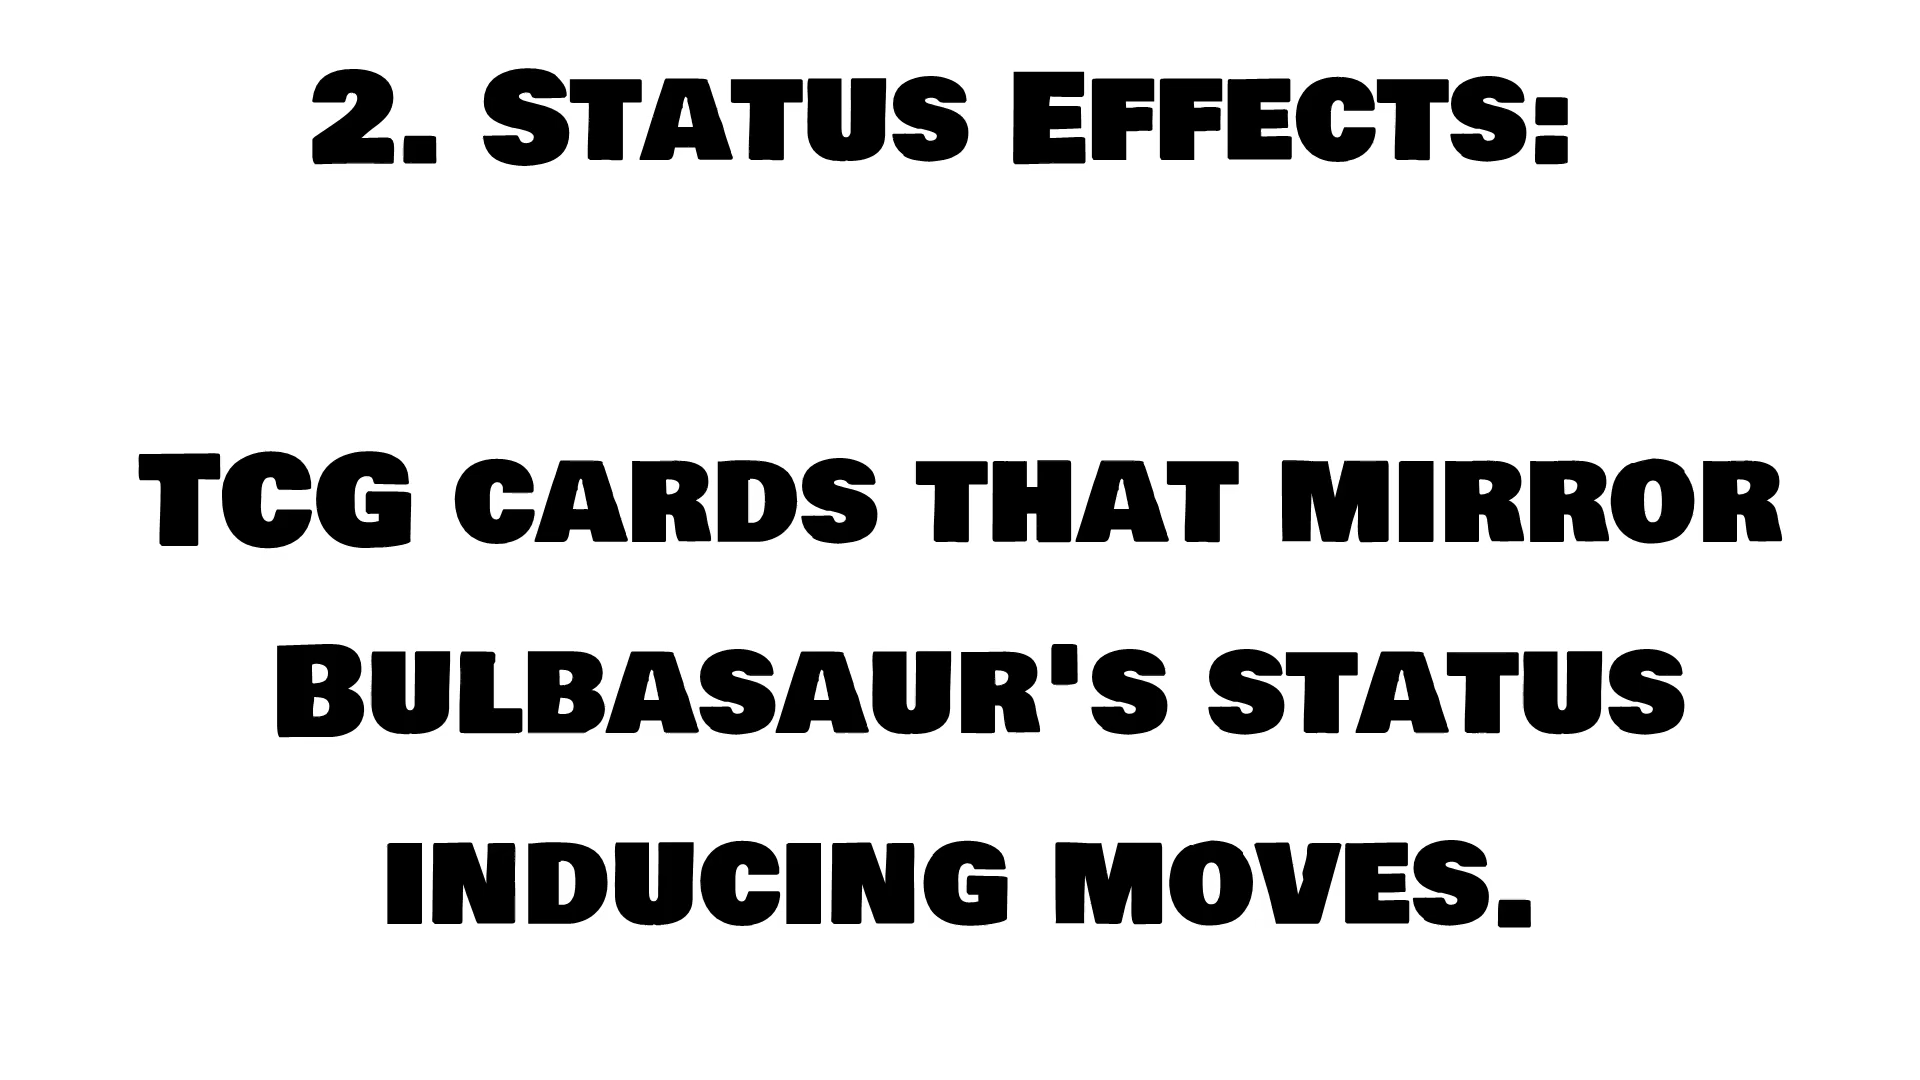 2. Status Effects:
TCG cards that mirror
Bulbasaur's status
inducing moves.